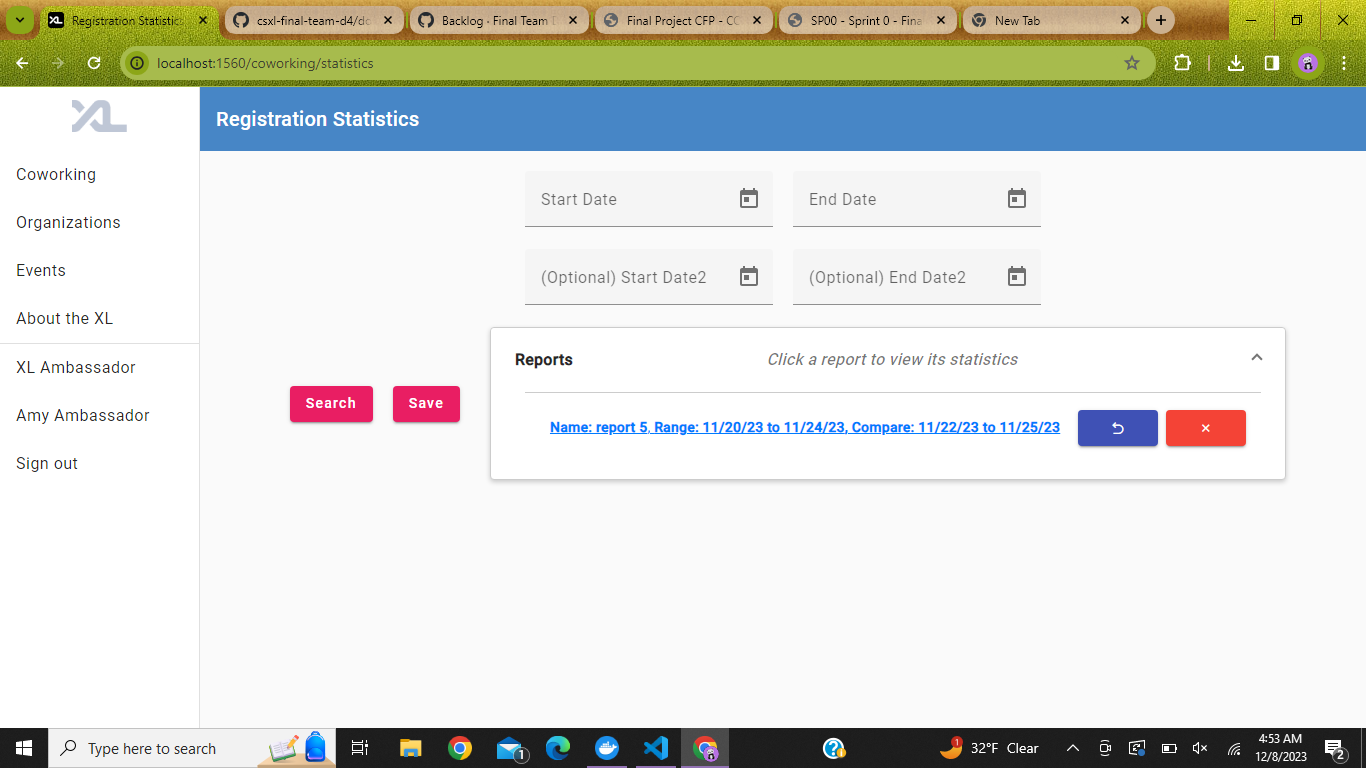 Registration Statistics
csxl-final-team-d4/dc
Backlog · Final Team
Final Project CFP - CO
SP00 - Sprint 0 - Fina
New Tab
localhost:1560/coworking/statistics
XL
Registration Statistics
Coworking
Organizations
Events
About the XL
XL Ambassador
Amy Ambassador
Sign out
Start Date
End Date
(Optional) Start Date2
(Optional) End Date2
Reports
Click a report to view its statistics
Search
Save
Name: report 5, Range: 11/20/23 to 11/24/23, Compare: 11/22/23 to 11/25/23
Type here to search
1
1
32°F Clear
4:53 AM
12/8/2023
2